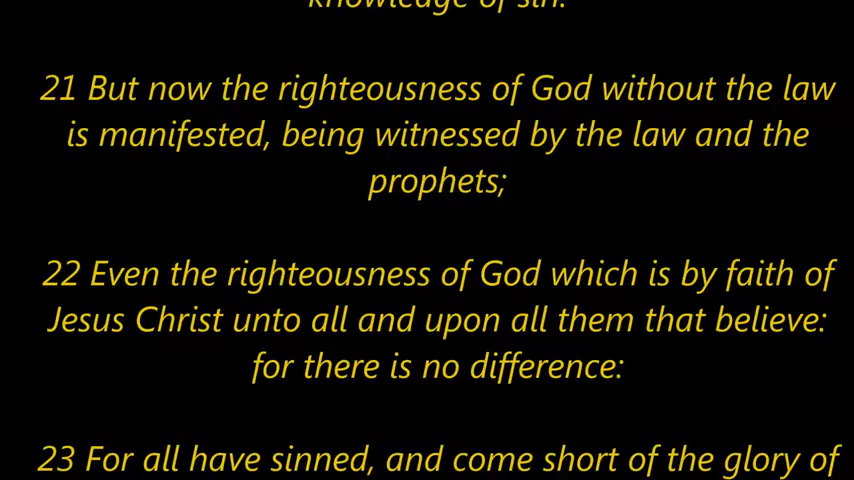 knowledge of sin.
21 But now the righteousness of God without the law
is manifested, being witnessed by the law and the
prophets;
22 Even the righteousness of God which is by faith of
Jesus Christ unto all and upon all them that believe:
for there is no difference:
23 For all have sinned, and come short of the glory of